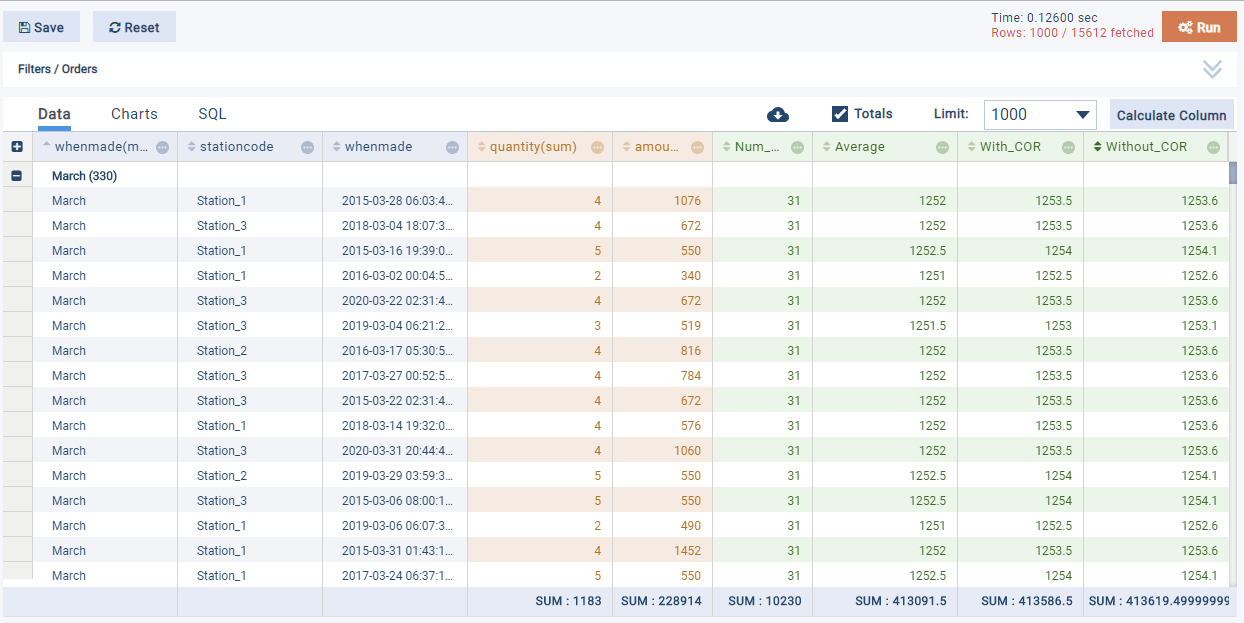 Save Reset Time: 0.12600 sec
Rows: 1000 / 15612 fetched Run
Filters / Orders
Data Charts SQL Totals Limit: 1000 Calculate Column
whenmade(m... stationcode whenmade quantity(sum) amou... Num_... Average With_COR Without_COR
March (330)
March Station_1 2015-03-28 06:03:4... 4 1076 31 1252 1253.5 1253.6
March Station_3 2018-03-04 18:07:3... 4 672 31 1252 1253.5 1253.6
March Station_1 2015-03-16 19:39:0... 5 550 31 1252.5 1254 1254.1
March Station_1 2016-03-02 00:04:5... 2 340 31 1251 1252.5 1252.6
March Station_3 2020-03-22 02:31:4... 4 672 31 1252 1253.5 1253.6
March Station_3 2019-03-04 06:21:2... 3 519 31 1251.5 1253 1253.1
March Station_2 2016-03-17 05:30:5... 4 816 31 1252 1253.5 1253.6
March Station_3 2017-03-27 00:52:5... 4 784 31 1252 1253.5 1253.6
March Station_3 2015-03-22 02:31:4... 4 672 31 1252 1253.5 1253.6
March Station_1 2018-03-14 19:32:0... 4 576 31 1252 1253.5 1253.6
March Station_3 2020-03-31 20:44:4... 4 1060 31 1252 1253.5 1253.6
March Station_2 2019-03-29 03:59:3... 5 550 31 1252.5 1254 1254.1
March Station_3 2015-03-06 08:00:1... 5 550 31 1252.5 1254 1254.1
March Station_1 2019-03-06 06:07:3... 2 490 31 1251 1252.5 1252.6
March Station_1 2015-03-31 01:43:1... 4 1452 31 1252 1253.5 1253.6
March Station_1 2017-03-24 06:37:1... 5 550 31 1252.5 1254 1254.1
SUM : 1183 SUM : 228914 SUM : 10230 SUM : 413091.5 SUM : 413586.5 SUM : 413619.49999999